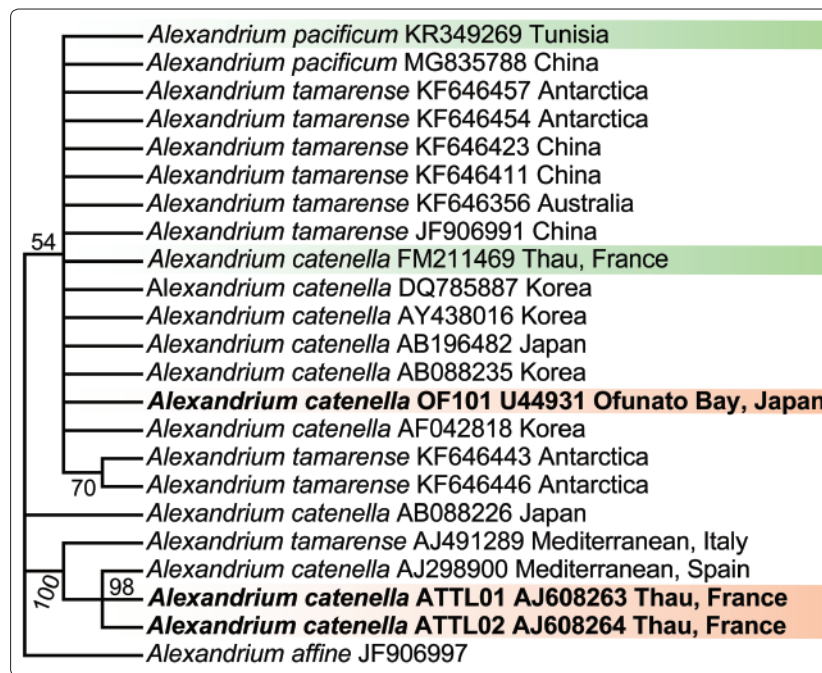 Alexandrium pacificum KR349269 Tunisia
Alexandrium pacificum MG835788 China
Alexandrium tamarense KF646457 Antarctica
Alexandrium tamarense KF646454 Antarctica
Alexandrium tamarense KF646423 China
Alexandrium tamarense KF646411 China
Alexandrium tamarense KF646356 Australia
Alexandrium tamarense JF906991 China
54
Alexandrium catenella FM211469 Thau, France
Alexandrium catenella DQ785887 Korea
Alexandrium catenella AY438016 Korea
Alexandrium catenella AB196482 Japan
Alexandrium catenella AB088235 Korea
Alexandrium catenella OF101 U44931 Ofunato Bay, Japan
Alexandrium catenella AF042818 Korea
Alexandrium tamarense KF646443 Antarctica
70
Alexandrium tamarense KF646446 Antarctica
Alexandrium catenella AB088226 Japan
Alexandrium tamarense AJ491289 Mediterranean, Italy
Alexandrium catenella AJ298900 Mediterranean, Spain
100
98
Alexandrium catenella ATTL01 AJ608263 Thau, France
Alexandrium catenella ATTL02 AJ608264 Thau, France
Alexandrium affine JF906997